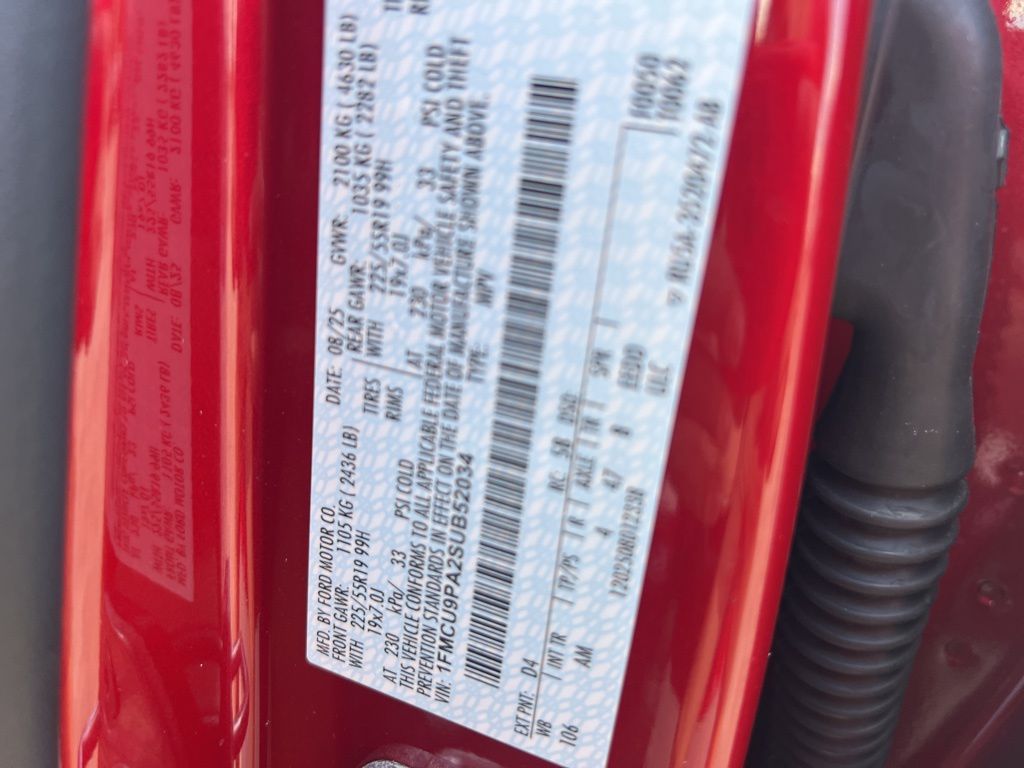 MFD. BY FORD MOTOR CO.
DATE: 08/25 GVWR: 2100 KG ( 4630 LB)
FRONT GAWR: 1105 KG ( 2436 LB) REAR GAWR: 1035 KG ( 2282 LB)
WITH 225/55R19 99H TIRES WITH 225/55R19 99H
19x7.0J RIMS 19x7.0J
AT 230 kPa/ 33 PSI COLD AT 230 kPa/ 33 PSI COLD
THIS VEHICLE CONFORMS TO ALL APPLICABLE FEDERAL MOTOR VEHICLE SAFETY AND THEFT
PREVENTION STANDARDS IN EFFECT ON THE DATE OF MANUFACTURE SHOWN ABOVE.
VIN: 1FMCU9PA2SUB52034 TYPE: MPV
EXT PNT: D4 RC: 58 DSO:
WB INT TR TP/PS R AXLE TR SPR
106 AM 4 47 8
F0050
T0062